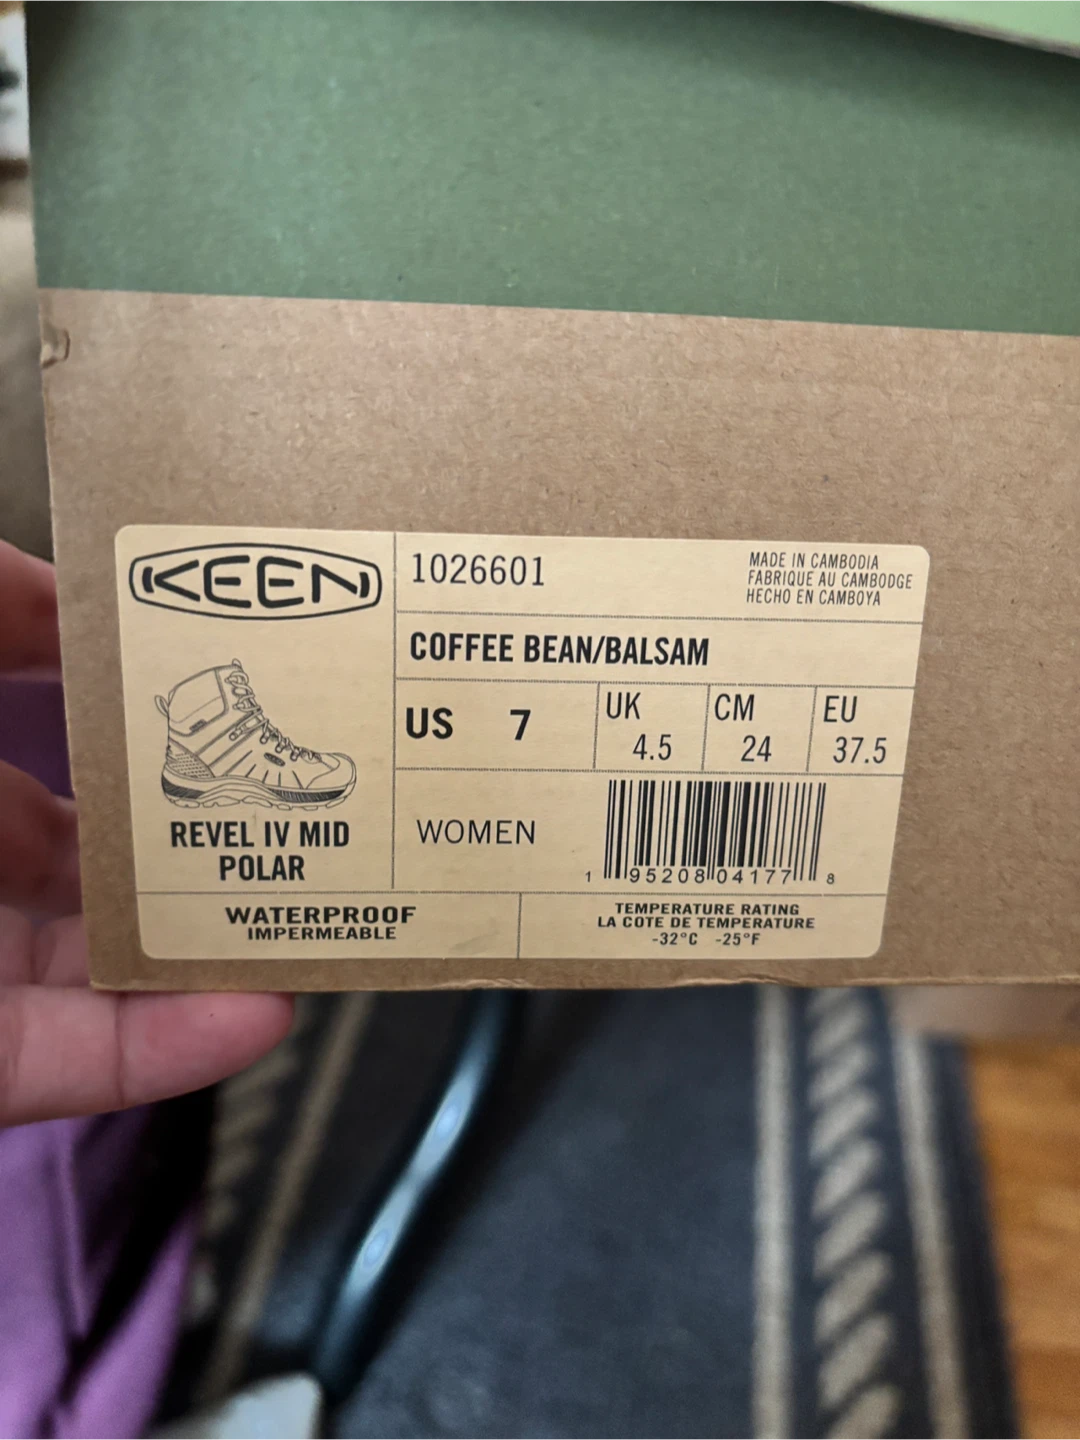 KEEN
1026601
MADE IN CAMBODIA
FABRIQUE AU CAMBODGE
HECHO EN CAMBOYA
COFFEE BEAN/BALSAM
US 7
UK
4.5
CM
24
EU
37.5
REVEL IV MID
POLAR
WOMEN
1 95208 04177 8
WATERPROOF
IMPERMEABLE
TEMPERATURE RATING
LA COTE DE TEMPERATURE
-32°C -25°F